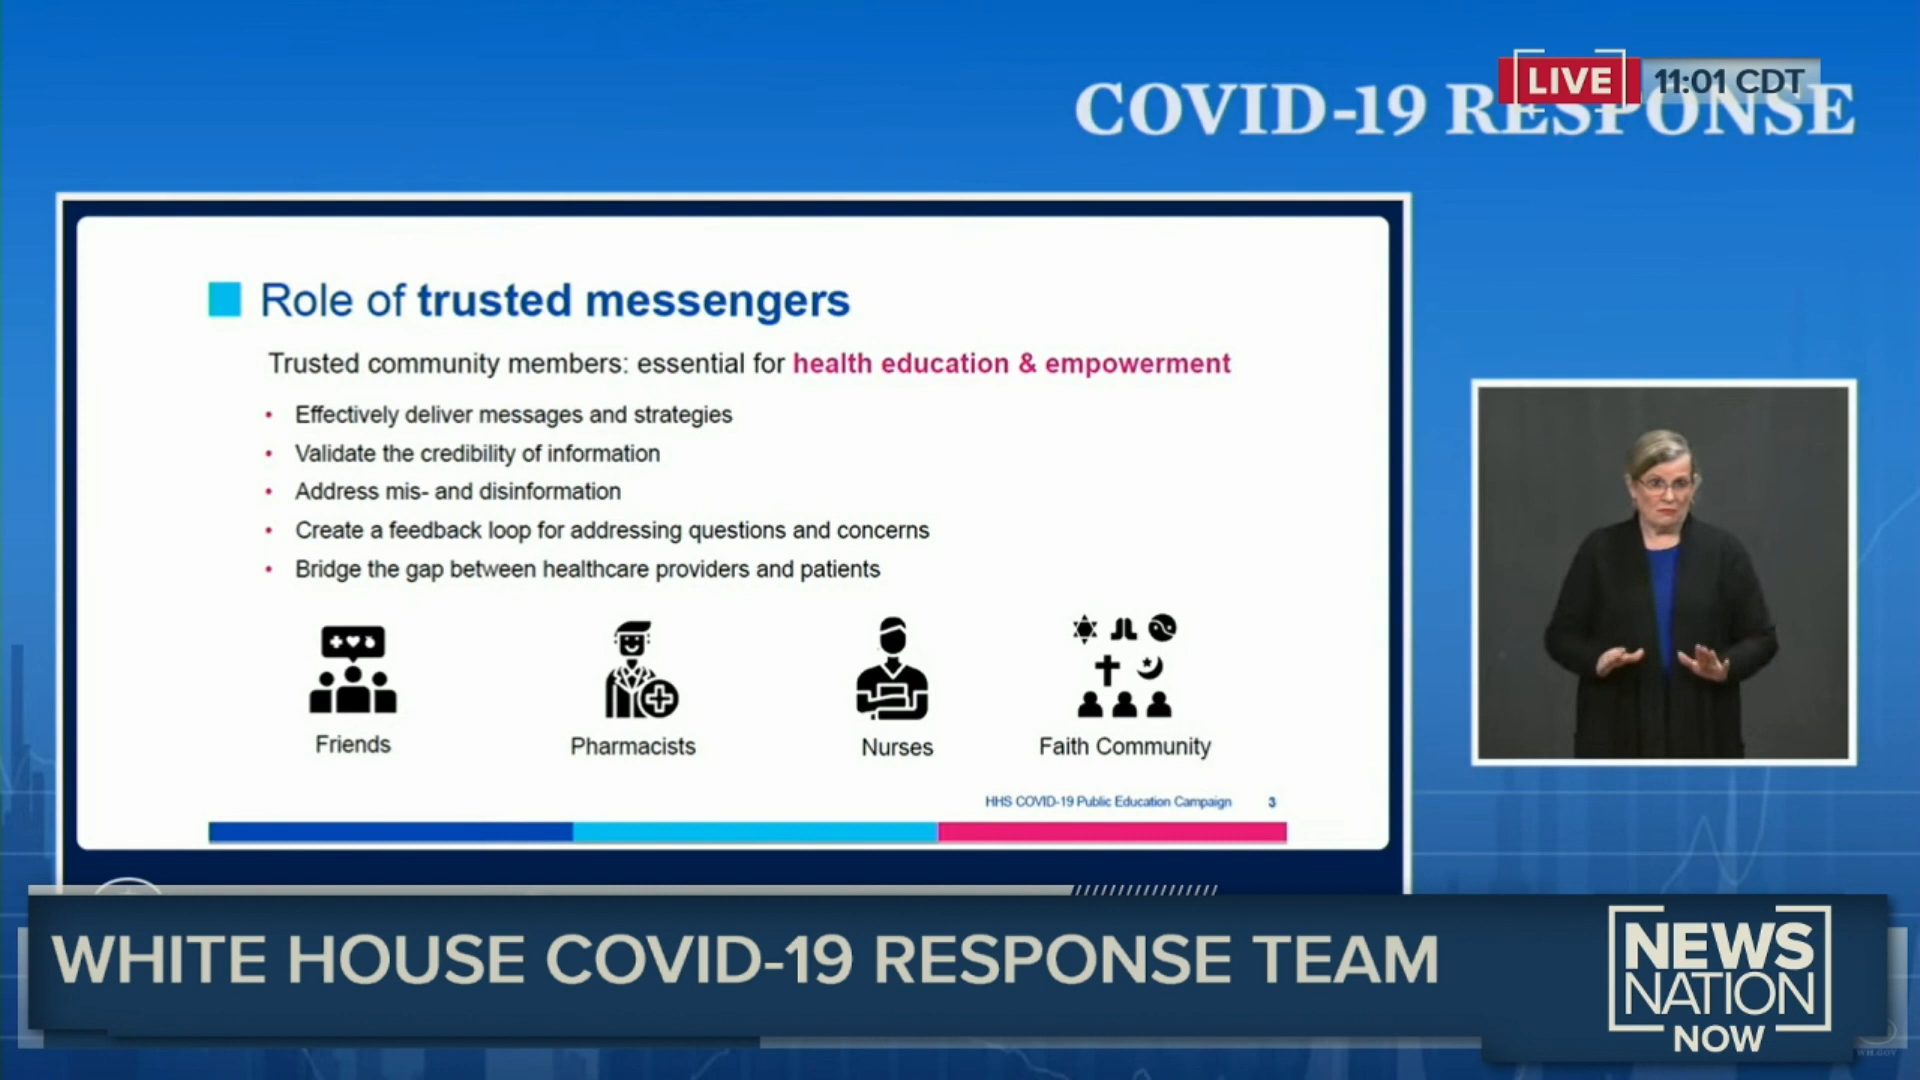 COVID-19 RESPONSE
LIVE
11:01 CDT
Role of trusted messengers
Trusted community members: essential for health education & empowerment
• Effectively deliver messages and strategies
• Validate the credibility of information
• Address mis- and disinformation
• Create a feedback loop for addressing questions and concerns
• Bridge the gap between healthcare providers and patients
Friends
Pharmacists
Nurses
Faith Community
HHS COVID-19 Public Education Campaign 3
WHITE HOUSE COVID-19 RESPONSE TEAM
NEWS
NATION
NOW
WH.GOV